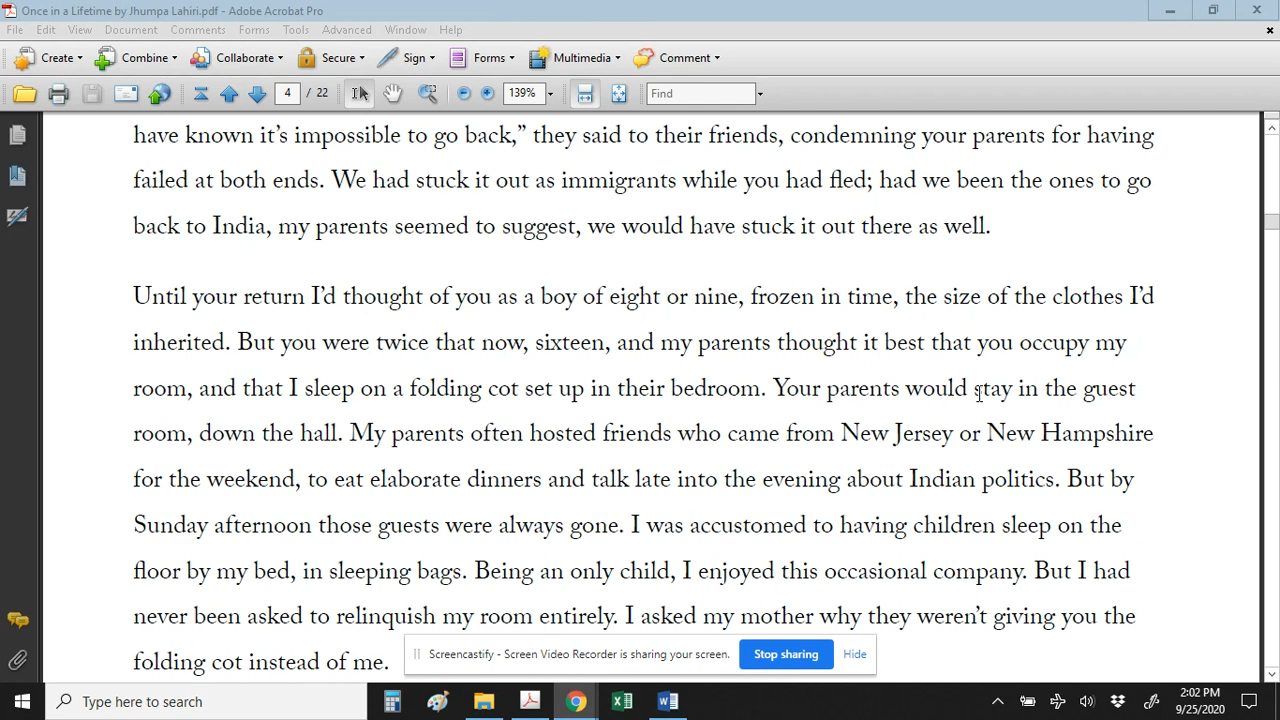 Once in a Lifetime by Jhumpa Lahiri.pdf - Adobe Acrobat Pro
File Edit View Document Comments Forms Tools Advanced Window Help
Create Combine Collaborate Secure Sign Forms Multimedia Comment
4 / 22 139% Find
have known it’s impossible to go back,” they said to their friends, condemning your parents for having
failed at both ends. We had stuck it out as immigrants while you had fled; had we been the ones to go
back to India, my parents seemed to suggest, we would have stuck it out there as well.
Until your return I’d thought of you as a boy of eight or nine, frozen in time, the size of the clothes I’d
inherited. But you were twice that now, sixteen, and my parents thought it best that you occupy my
room, and that I sleep on a folding cot set up in their bedroom. Your parents would stay in the guest
room, down the hall. My parents often hosted friends who came from New Jersey or New Hampshire
for the weekend, to eat elaborate dinners and talk late into the evening about Indian politics. But by
Sunday afternoon those guests were always gone. I was accustomed to having children sleep on the
floor by my bed, in sleeping bags. Being an only child, I enjoyed this occasional company. But I had
never been asked to relinquish my room entirely. I asked my mother why they weren’t giving you the
folding cot instead of me.
Screencastify - Screen Video Recorder is sharing your screen. Stop sharing Hide
Type here to search
2:02 PM
9/25/2020